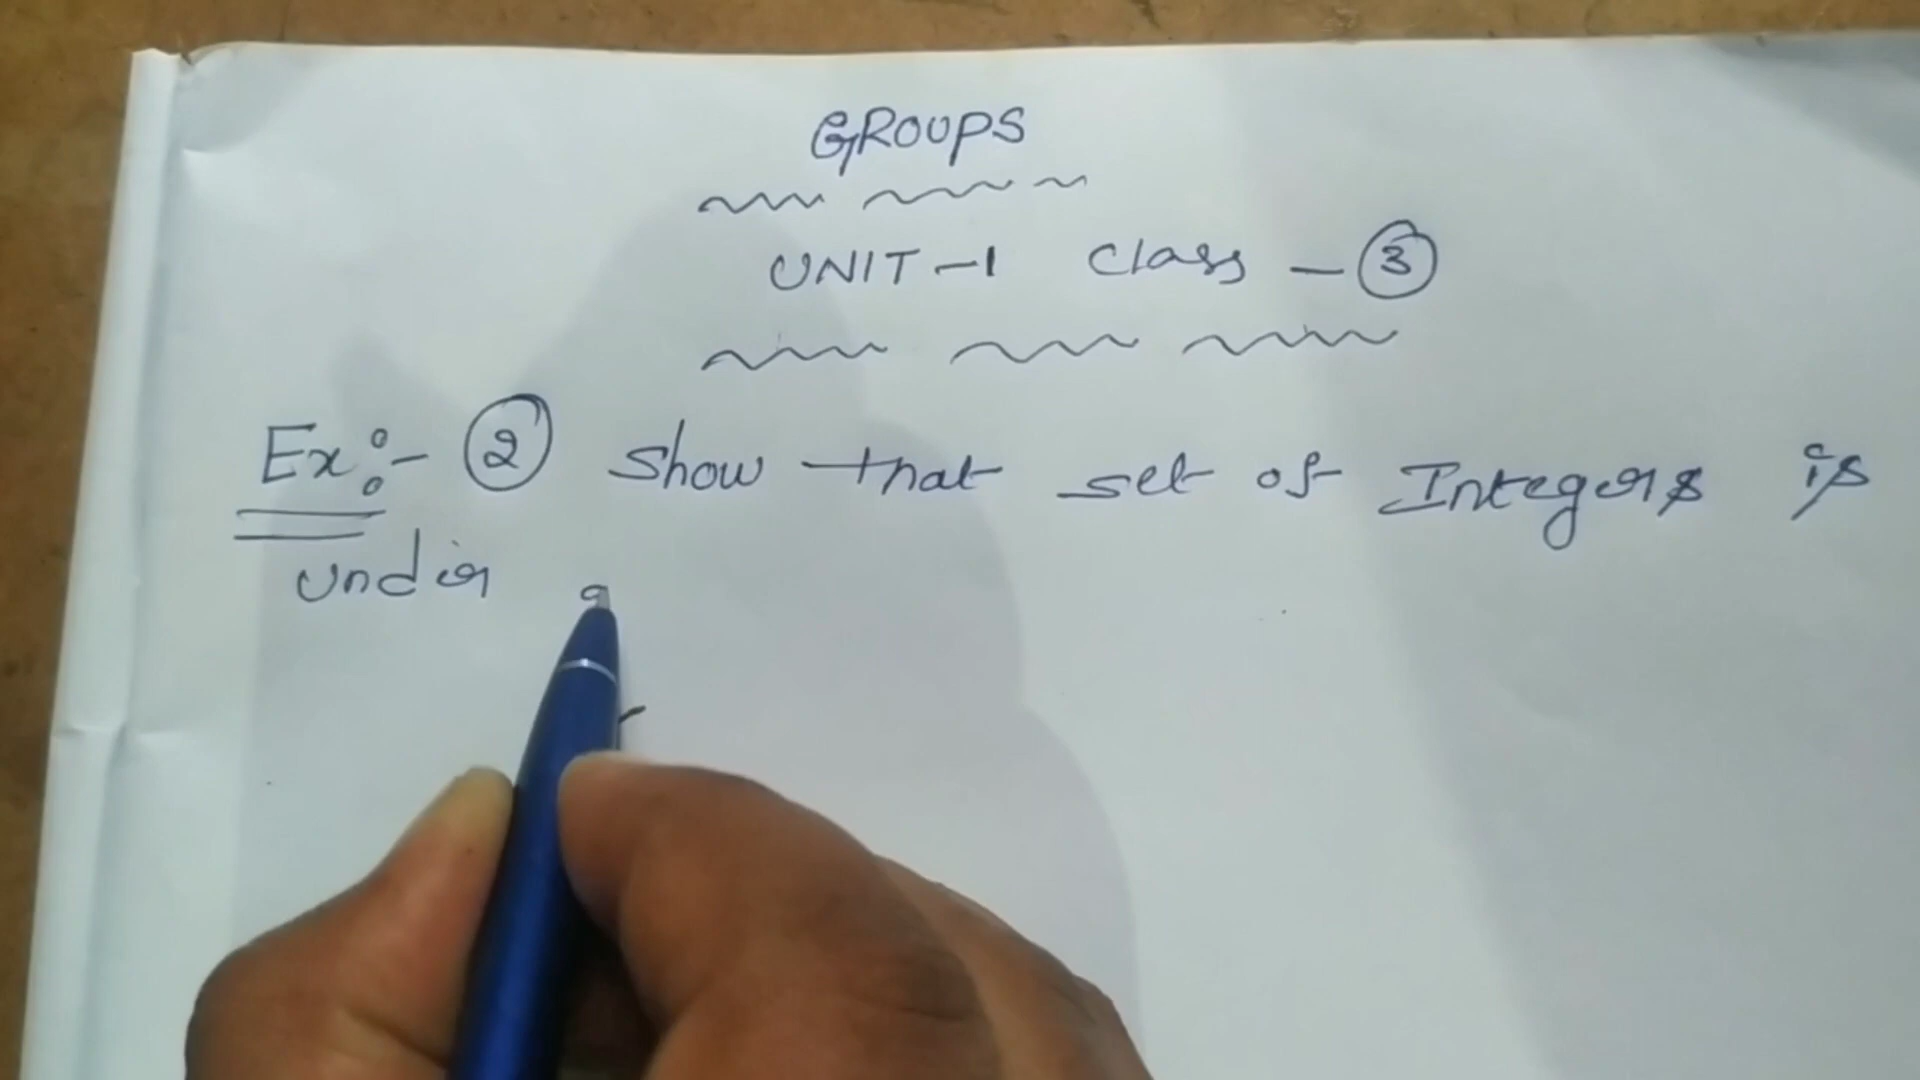 GROUPS
UNIT-1 class - 3
Ex:- 2 Show that set of Integers is
under a